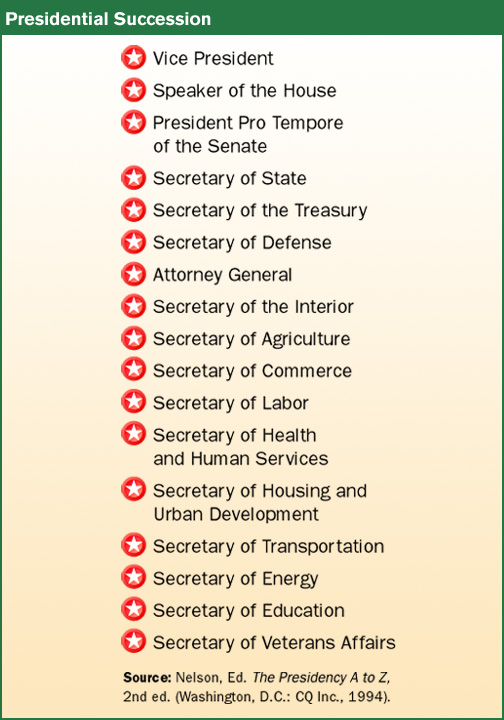 Presidential Succession
Vice President
Speaker of the House
President Pro Tempore
of the Senate
Secretary of State
Secretary of the Treasury
Secretary of Defense
Attorney General
Secretary of the Interior
Secretary of Agriculture
Secretary of Commerce
Secretary of Labor
Secretary of Health
and Human Services
Secretary of Housing and
Urban Development
Secretary of Transportation
Secretary of Energy
Secretary of Education
Secretary of Veterans Affairs
Source: Nelson, Ed. The Presidency A to Z,
2nd ed. (Washington, D.C.: CQ Inc., 1994).